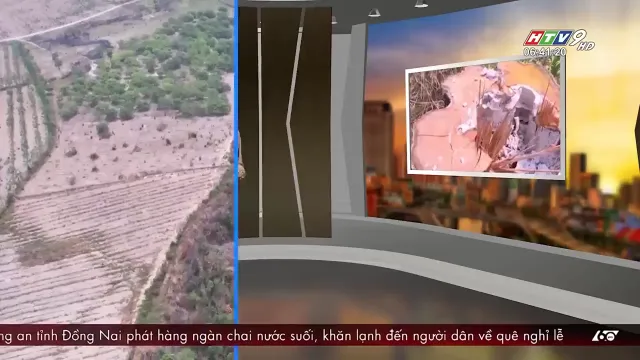 HTV9 HD
06:41:20
ng an tỉnh Đồng Nai phát hàng ngàn chai nước suối, khăn lạnh đến người dân về quê nghỉ lễ